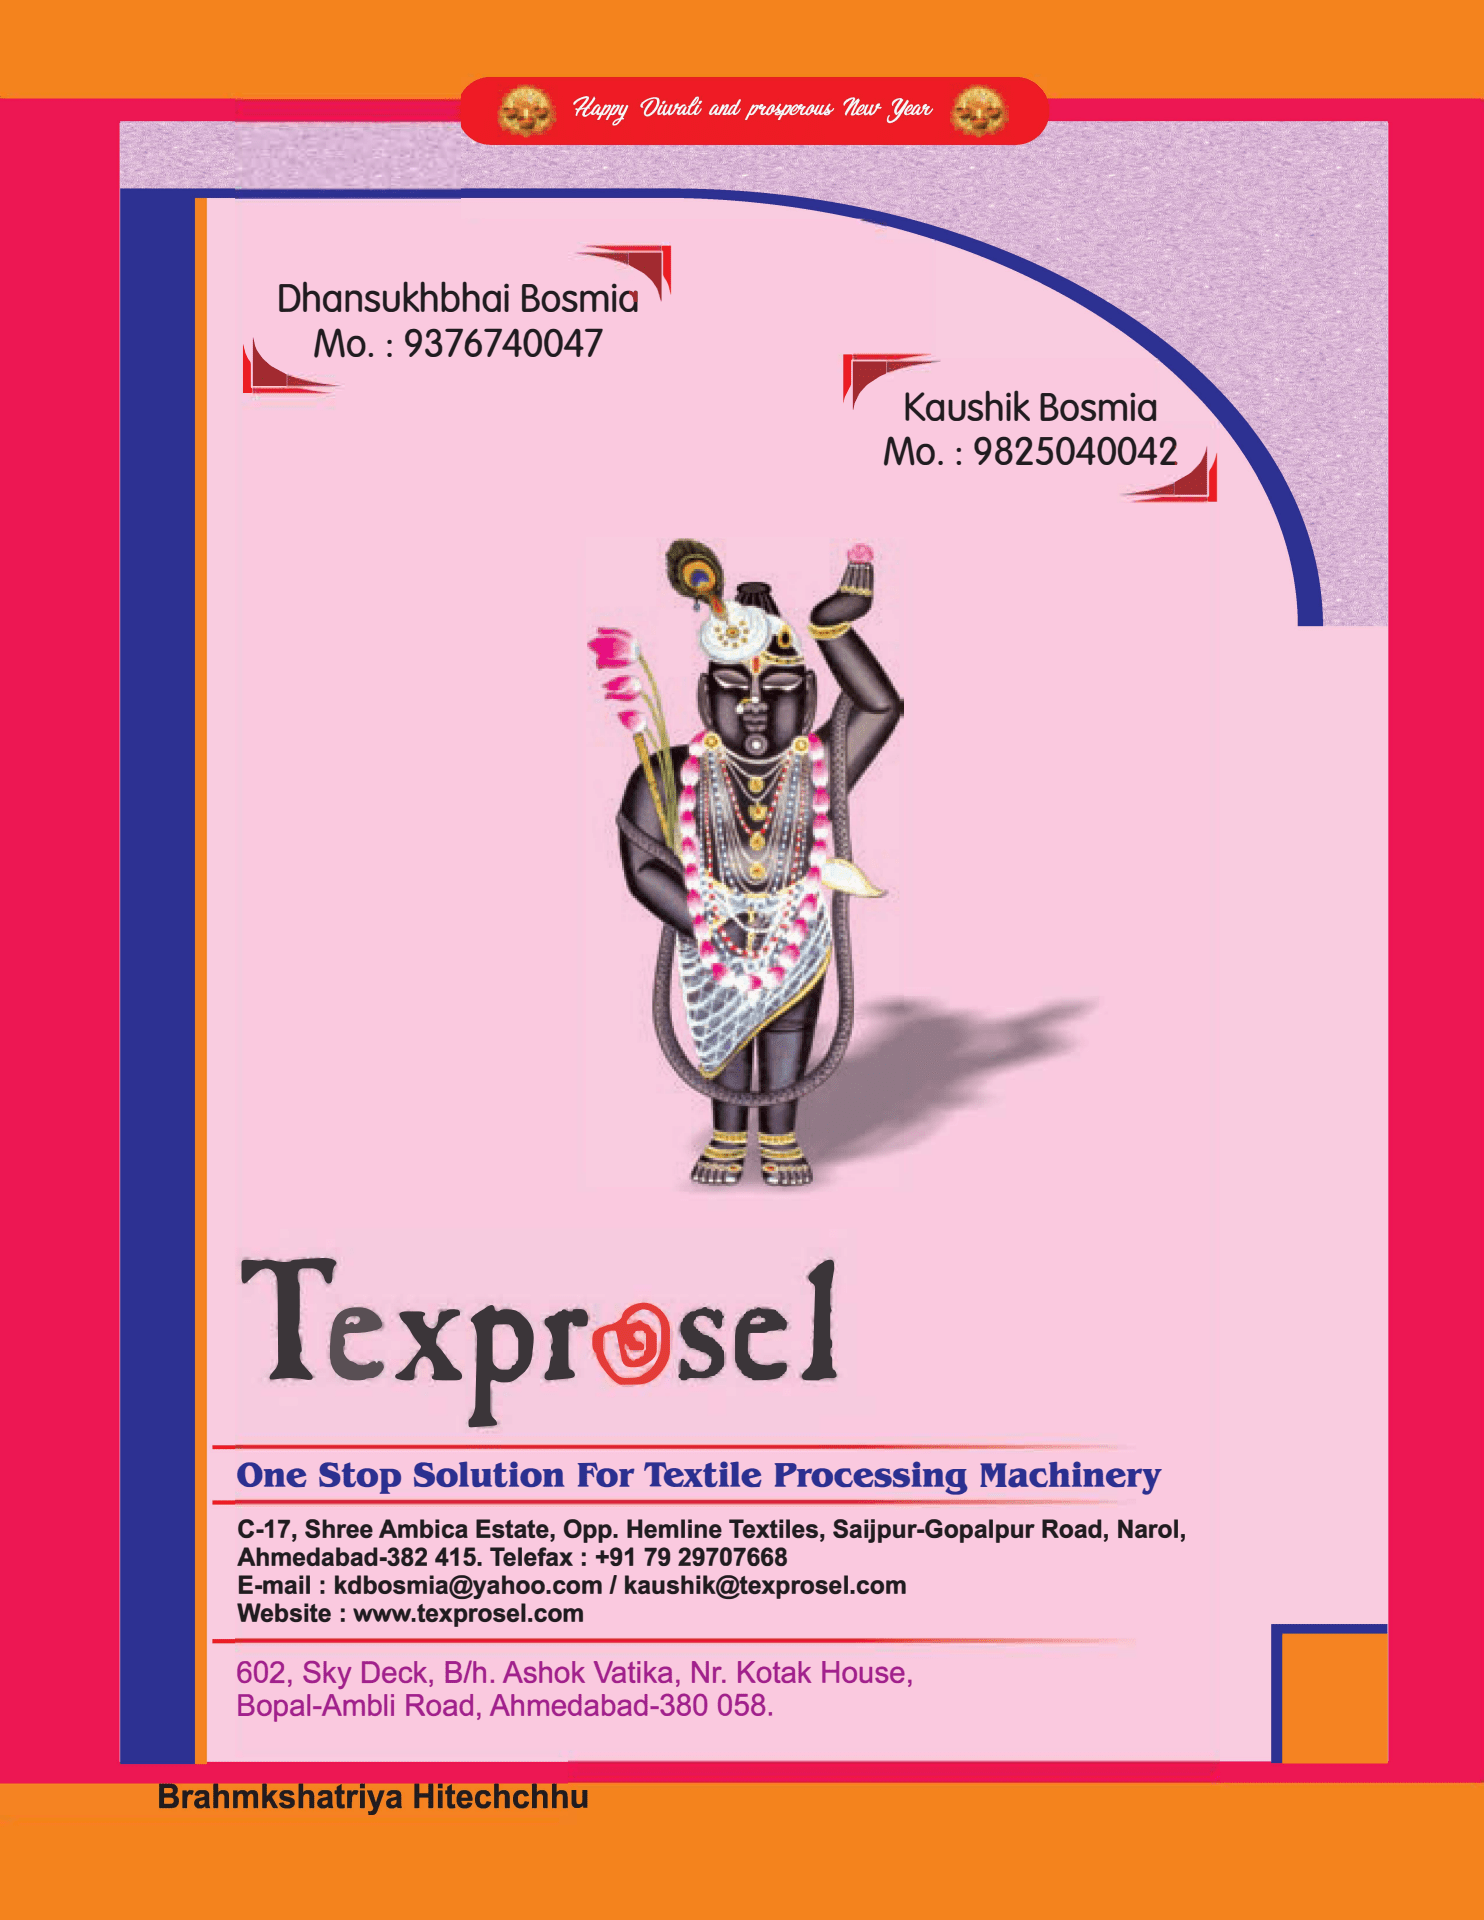 Happy Diwali and prosperous New Year
Dhansukhbhai Bosmia
Mo. : 9376740047
Kaushik Bosmia
Mo. : 9825040042
Texprosel
One Stop Solution For Textile Processing Machinery
C-17, Shree Ambica Estate, Opp. Hemline Textiles, Saijpur-Gopalpur Road, Narol,
Ahmedabad-382 415. Telefax : +91 79 29707668
E-mail : kdbosmia@yahoo.com / kaushik@texprosel.com
Website : www.texprosel.com
602, Sky Deck, B/h. Ashok Vatika, Nr. Kotak House,
Bopal-Ambli Road, Ahmedabad-380 058.
Brahmkshatriya Hitechchhu